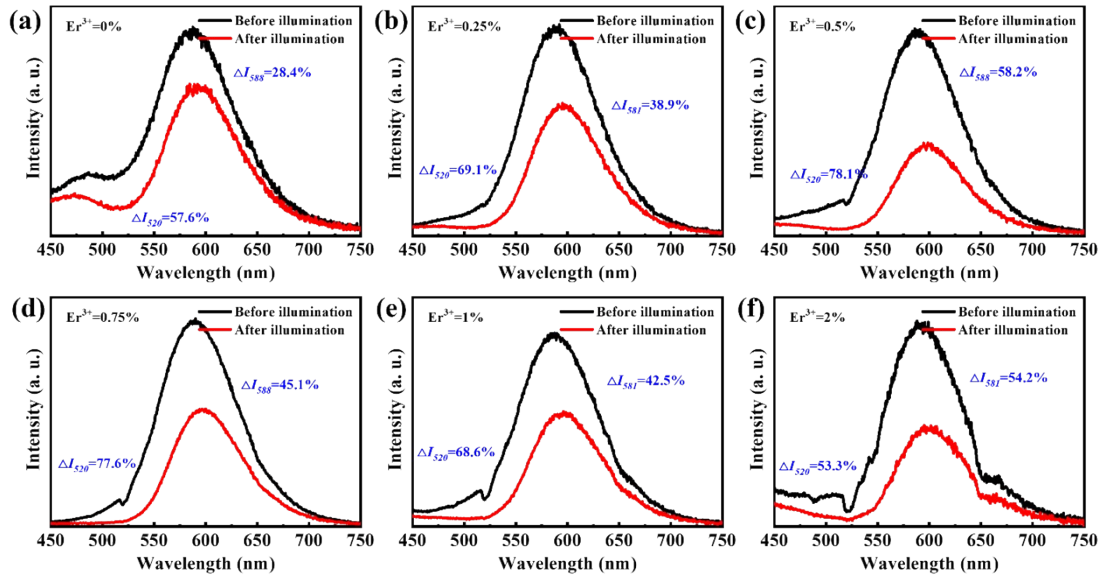 (a)
Er³⁺=0%
Before illumination
After illumination
△I₅₈₈=28.4%
△I₅₂₀=57.6%
Intensity (a. u.)
450 500 550 600 650 700 750
Wavelength (nm)
(b)
Er³⁺=0.25%
Before illumination
After illumination
△I₅₈₁=38.9%
△I₅₂₀=69.1%
Intensity (a. u.)
450 500 550 600 650 700 750
Wavelength (nm)
(c)
Er³⁺=0.5%
Before illumination
After illumination
△I₅₈₈=58.2%
△I₅₂₀=78.1%
Intensity (a. u.)
450 500 550 600 650 700 750
Wavelength (nm)
(d)
Er³⁺=0.75%
Before illumination
After illumination
△I₅₈₈=45.1%
△I₅₂₀=77.6%
Intensity (a. u.)
450 500 550 600 650 700 750
Wavelength (nm)
(e)
Er³⁺=1%
Before illumination
After illumination
△I₅₈₁=42.5%
△I₅₂₀=68.6%
Intensity (a. u.)
450 500 550 600 650 700 750
Wavelength (nm)
(f)
Er³⁺=2%
Before illumination
After illumination
△I₅₈₁=54.2%
△I₅₂₀=53.3%
Intensity (a. u.)
450 500 550 600 650 700 750
Wavelength (nm)